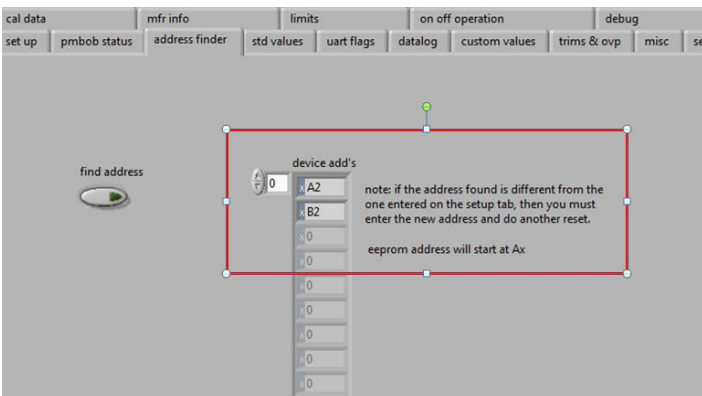 cal data mfr info limits on off operation debug
set up pmbob status address finder std values uart flags datalog custom values trims & ovp misc se
find address
device add's
0
x A2
x B2
x 0
x 0
x 0
x 0
x 0
x 0
x 0
note: if the address found is different from the
one entered on the setup tab, then you must
enter the new address and do another reset.
eeprom address will start at Ax